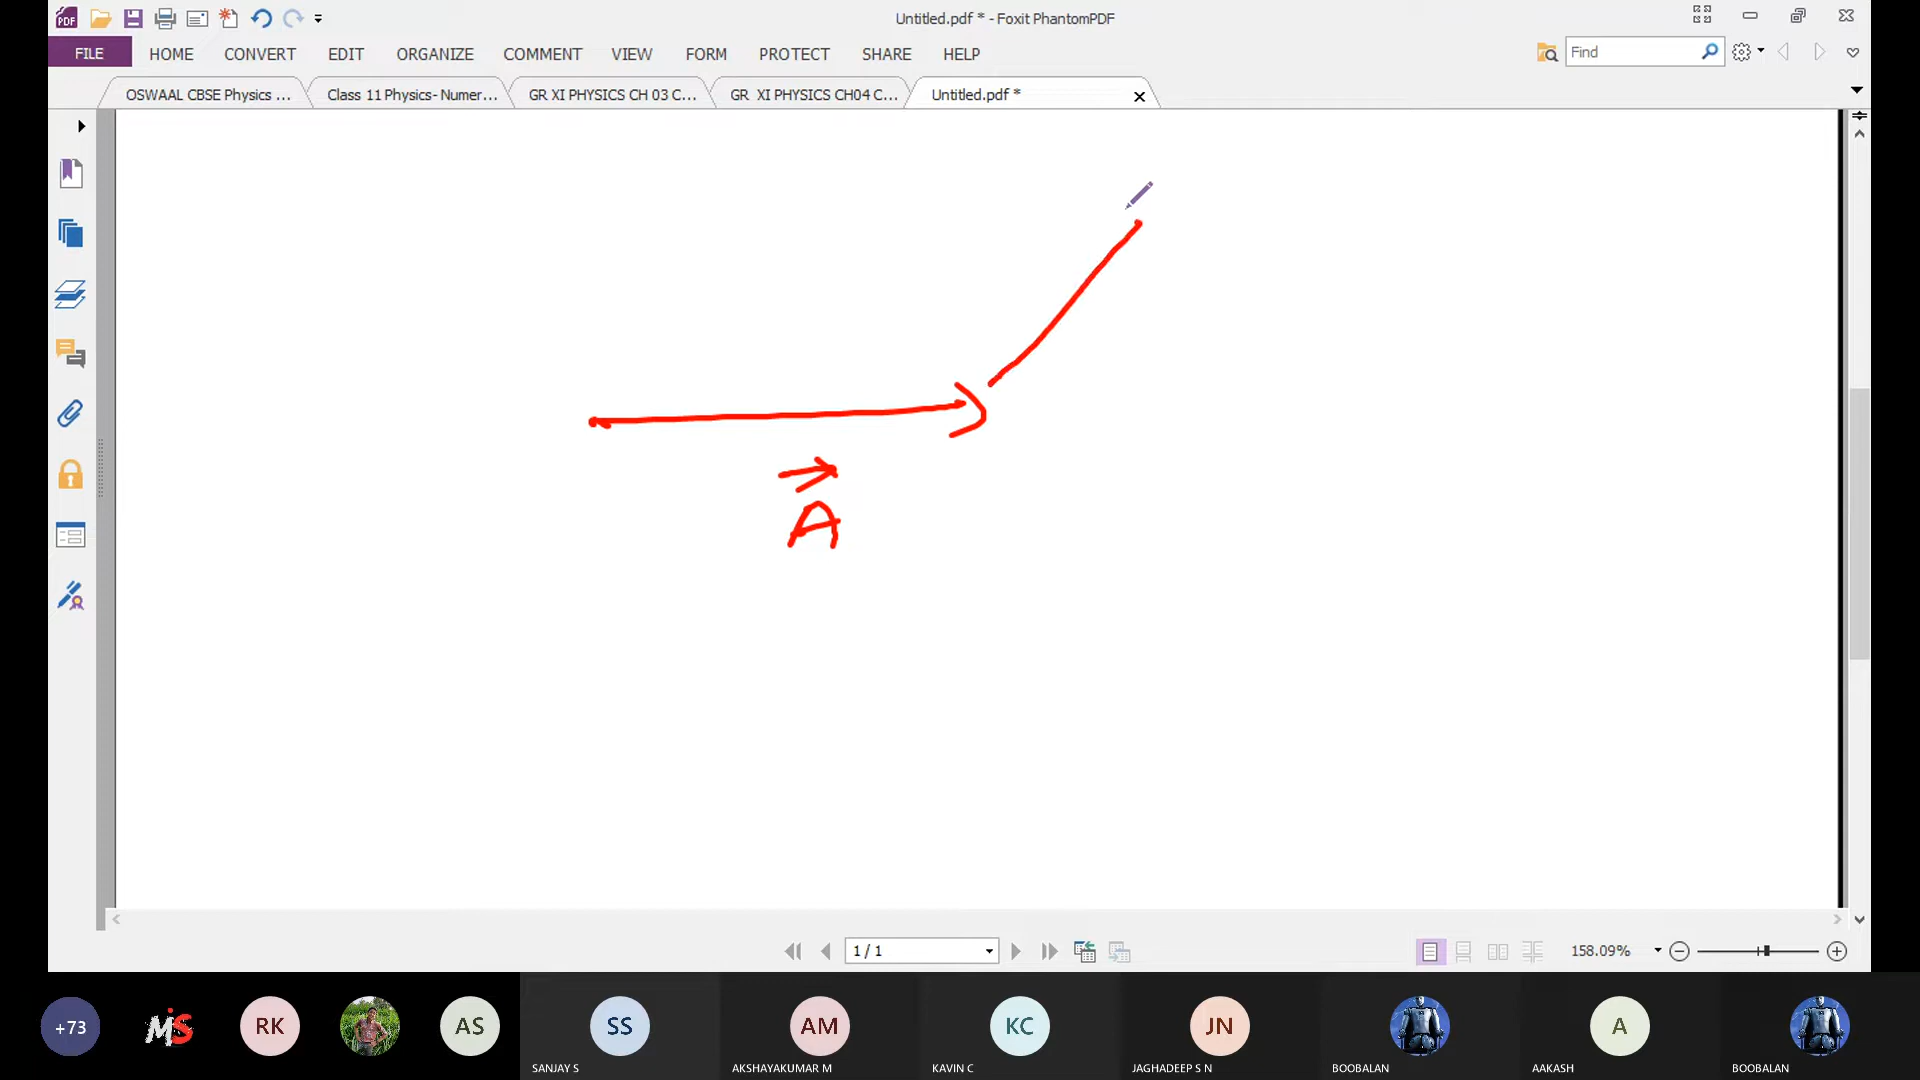 Untitled.pdf * - Foxit PhantomPDF
FILE HOME CONVERT EDIT ORGANIZE COMMENT VIEW FORM PROTECT SHARE HELP
Find
OSWAAL CBSE Physics ... Class 11 Physics- Numer... GR XI PHYSICS CH 03 C... GR XI PHYSICS CH04 C... Untitled.pdf *
A
1 / 1
158.09%
+73 MS RK AS SS AM KC JN A
SANJAY S AKSHAYAKUMAR M KAVIN C JAGHADEEP S N BOOBALAN AAKASH BOOBALAN